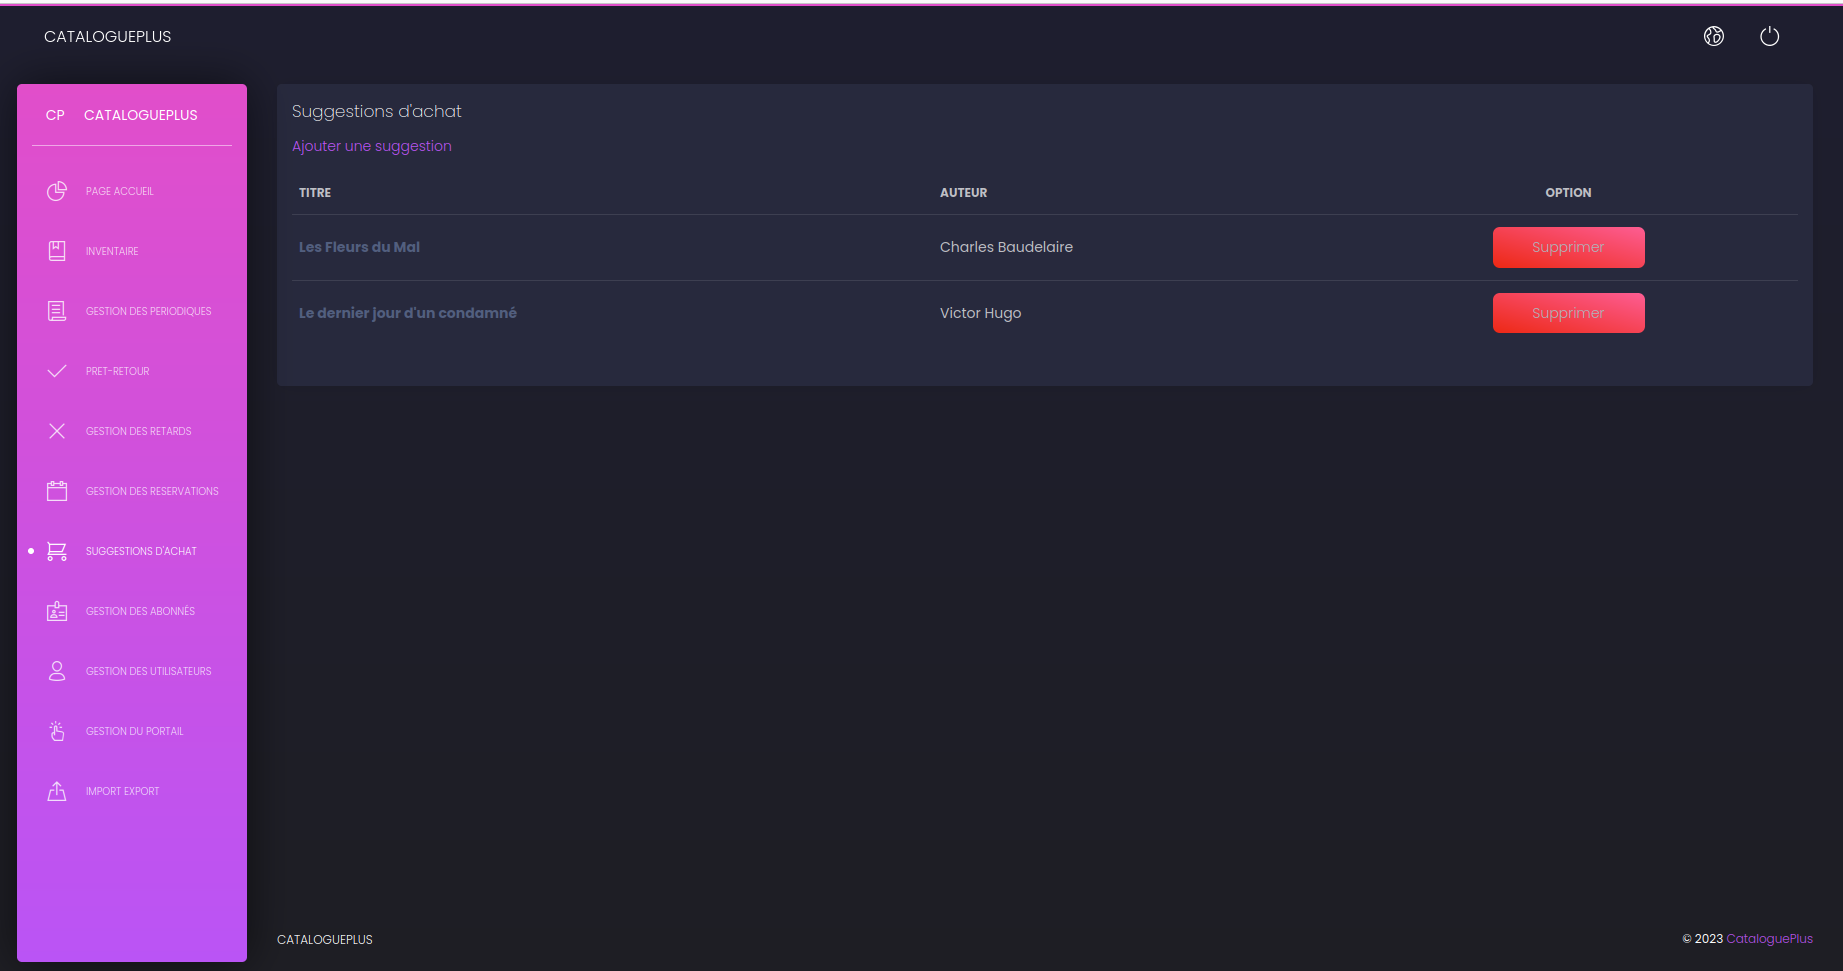 CATALOGUEPLUS
CP CATALOGUEPLUS
PAGE ACCUEIL
INVENTAIRE
GESTION DES PERIODIQUES
PRET-RETOUR
GESTION DES RETARDS
GESTION DES RESERVATIONS
SUGGESTIONS D'ACHAT
GESTION DES ABONNÉS
GESTION DES UTILISATEURS
GESTION DU PORTAIL
IMPORT EXPORT
Suggestions d'achat
Ajouter une suggestion
TITRE AUTEUR OPTION
Les Fleurs du Mal Charles Baudelaire Supprimer
Le dernier jour d'un condamné Victor Hugo Supprimer
CATALOGUEPLUS
© 2023 CataloguePlus